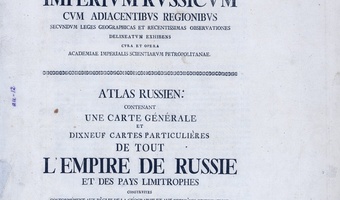 IMPERIVM RVSSICVM
CVM ADIACENTIBVS REGIONIBVS
SECVNDVM LEGES GEOGRAPHICAS ET RECENTISSIMAS OBSERVATIONES
DELINEATVM EXHIBENS
CVRA ET OPERA
ACADEMIAE IMPERIALIS SCIENTIARVM PETROPOLITANAE.
ATLAS RUSSIEN:
CONTENANT
UNE CARTE GÉNÉRALE
ET
DIXNEUF CARTES PARTICULIÈRES
DE TOUT
L'EMPIRE DE RUSSIE
ET DES PAYS LIMITROPHES
CONSTRUITES